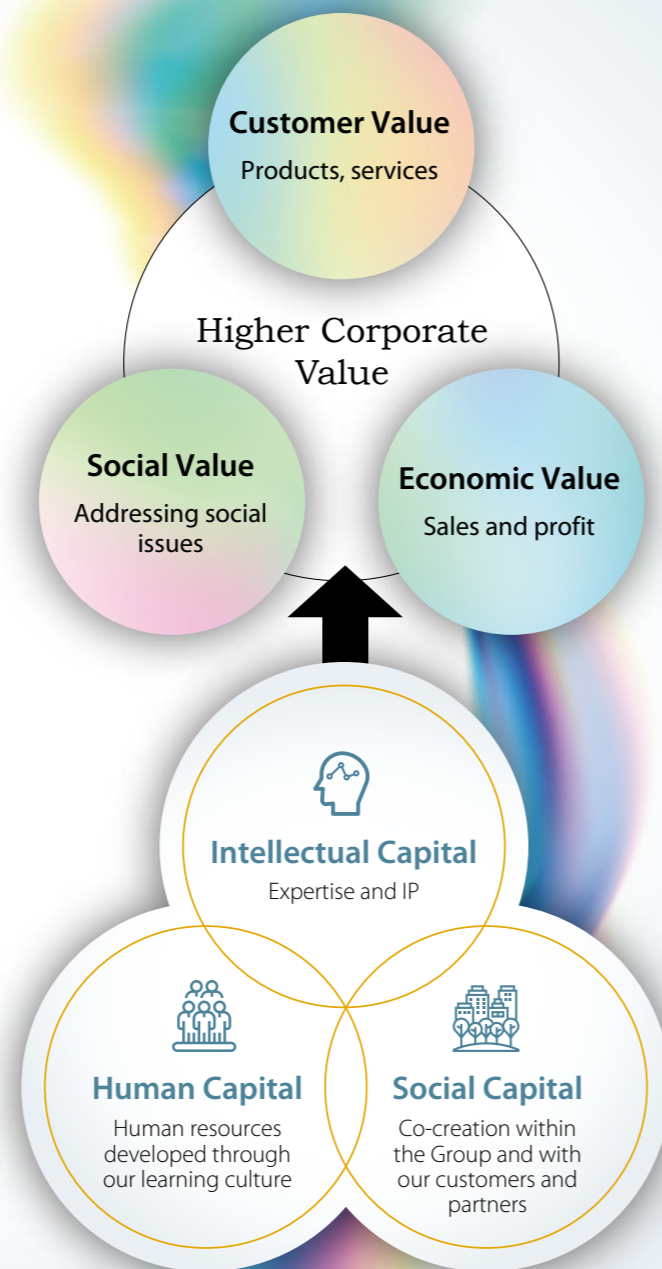 Customer Value
Products, services
Higher Corporate
Value
Social Value
Addressing social
issues
Economic Value
Sales and profit
Intellectual Capital
Expertise and IP
Human Capital
Human resources
developed through
our learning culture
Social Capital
Co-creation within
the Group and with
our customers and
partners